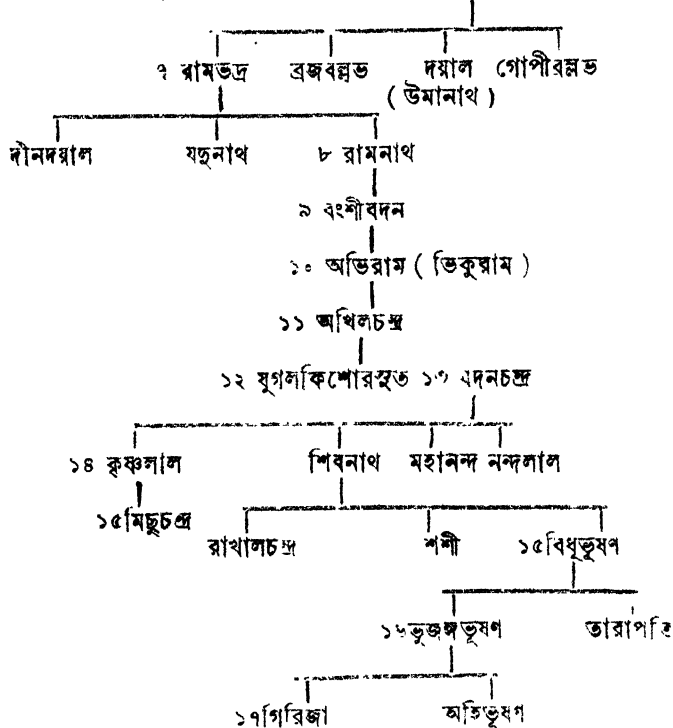 ৭ রামভদ্র ব্রজবল্লভ দয়াল গোপীবল্লভ
( উমানাথ )
দীনদয়াল যদুনাথ ৮ রামনাথ
৯ বংশীবদন
১০ অভিরাম ( ভিকুরাম )
১১ অখিলচন্দ্র
১২ যুগলকিশোরসুত ১৩ বদনচন্দ্র
১৪ কৃষ্ণলাল শিবনাথ মহানন্দ নন্দলাল
১৫মিছুচন্দ্র
রাখালচন্দ্র শশী ১৫বিধুভূষণ
১৬ভুজঙ্গভূষণ তারাপতি
১৭গিরিজা